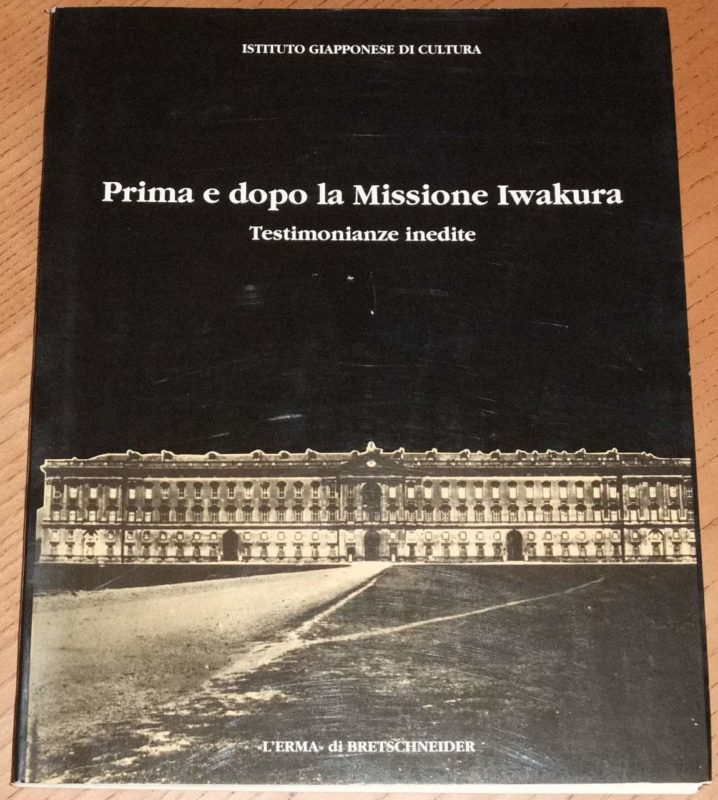 ISTITUTO GIAPPONESE DI CULTURA
Prima e dopo la Missione Iwakura
Testimonianze inedite
«L'ERMA» di BRETSCHNEIDER